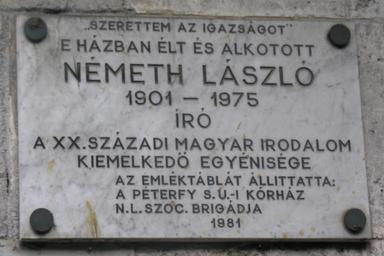 „SZERETTEM AZ IGAZSÁGOT"
E HÁZBAN ÉLT ÉS ALKOTOTT
NÉMETH LÁSZLÓ
1901 – 1975
ÍRÓ
A XX. SZÁZADI MAGYAR IRODALOM
KIEMELKEDŐ EGYÉNISÉGE
AZ EMLÉKTÁBLÁT ÁLLÍTTATTA:
A PÉTERFY S. U.-I KÓRHÁZ
N.L. SZOC. BRIGÁDJA
1981